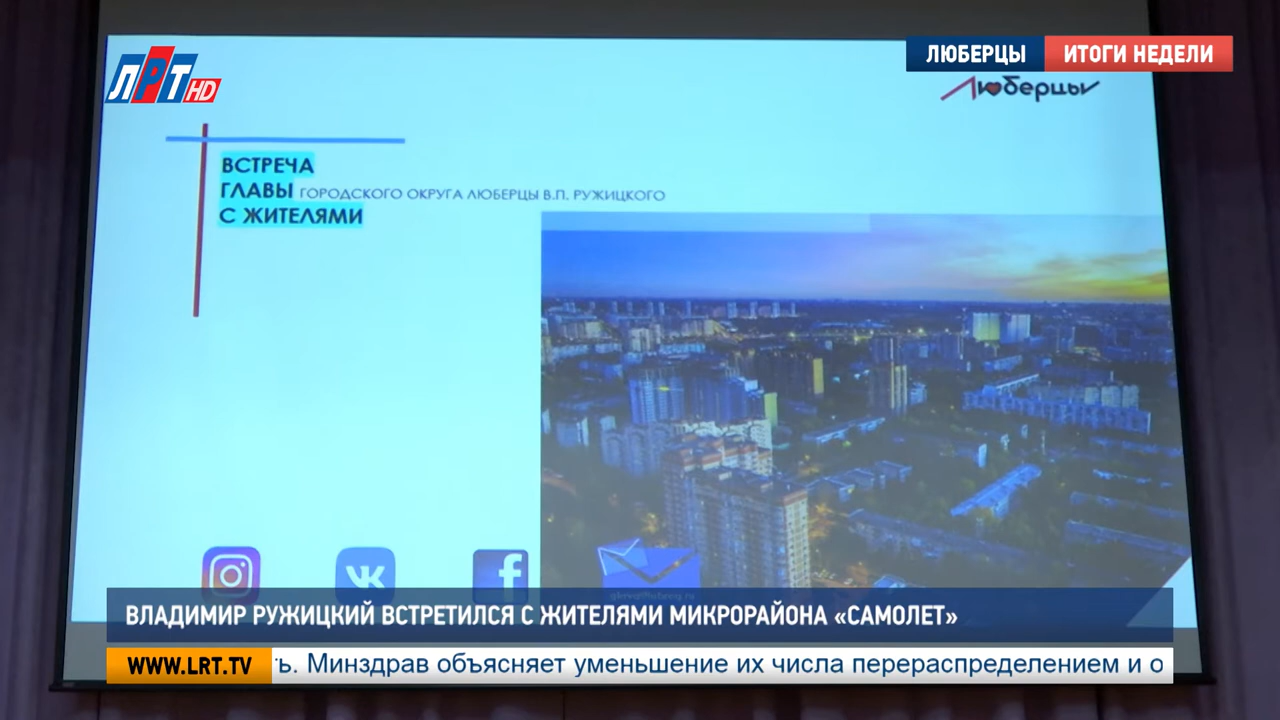 ЛРТ HD
ЛЮБЕРЦЫ ИТОГИ НЕДЕЛИ
Люберцы
ВСТРЕЧА
ГЛАВЫ ГОРОДСКОГО ОКРУГА ЛЮБЕРЦЫ В.П. РУЖИЦКОГО
С ЖИТЕЛЯМИ
ВЛАДИМИР РУЖИЦКИЙ ВСТРЕТИЛСЯ С ЖИТЕЛЯМИ МИКРОРАЙОНА «САМОЛЕТ»
WWW.LRT.TV ть. Минздрав объясняет уменьшение их числа перераспределением и о